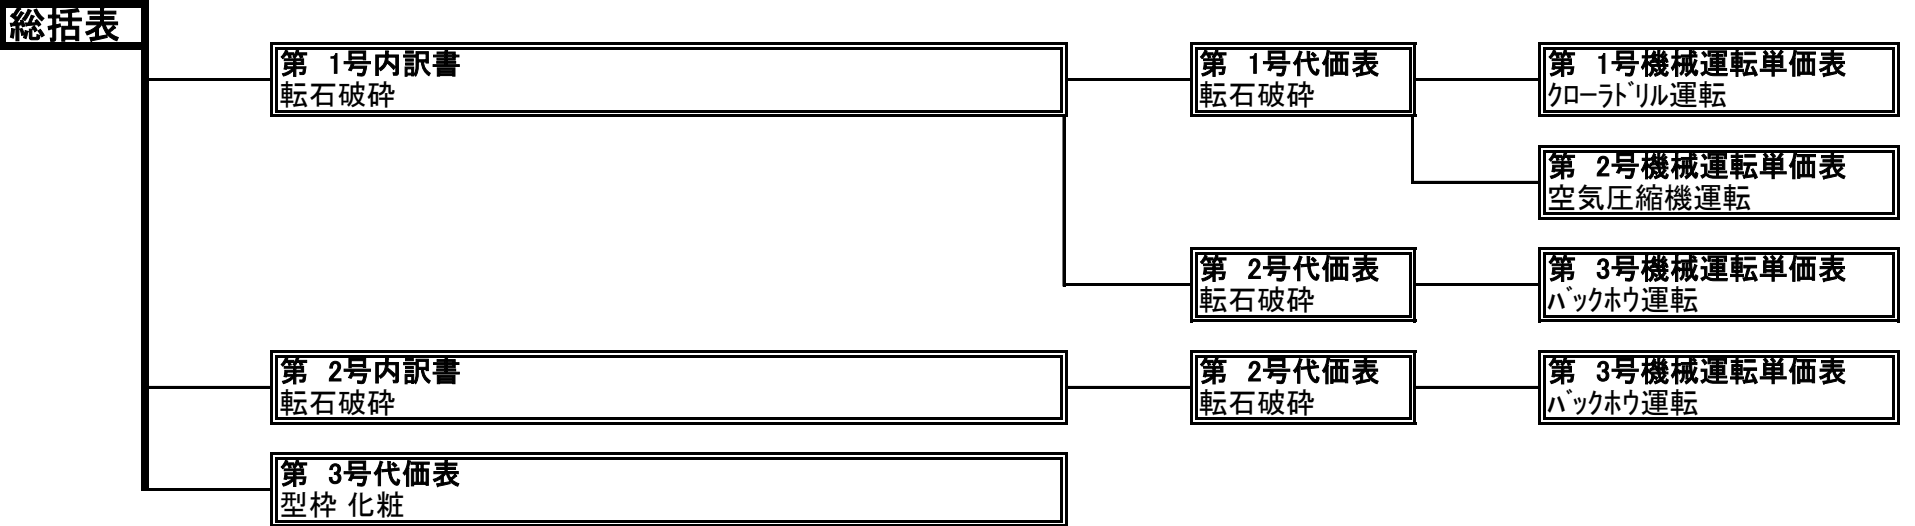 総括表
第 1号内訳書
転石破砕
第 1号代価表
転石破砕
第 1号機械運転単価表
ｸﾛｰﾗﾄﾞﾘﾙ運転
第 2号機械運転単価表
空気圧縮機運転
第 2号代価表
転石破砕
第 3号機械運転単価表
ﾊﾞｯｸﾎｳ運転
第 2号内訳書
転石破砕
第 2号代価表
転石破砕
第 3号機械運転単価表
ﾊﾞｯｸﾎｳ運転
第 3号代価表
型枠 化粧